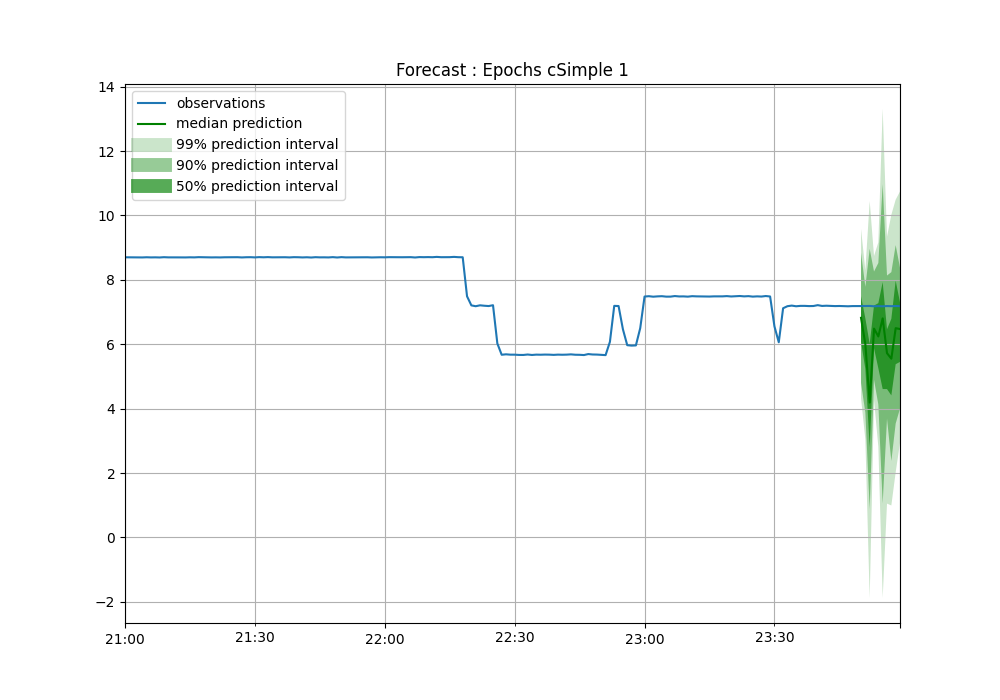 Forecast : Epochs cSimple 1
observations
median prediction
99% prediction interval
90% prediction interval
50% prediction interval
14
12
10
8
6
4
2
0
−2
21:00
21:30
22:00
22:30
23:00
23:30